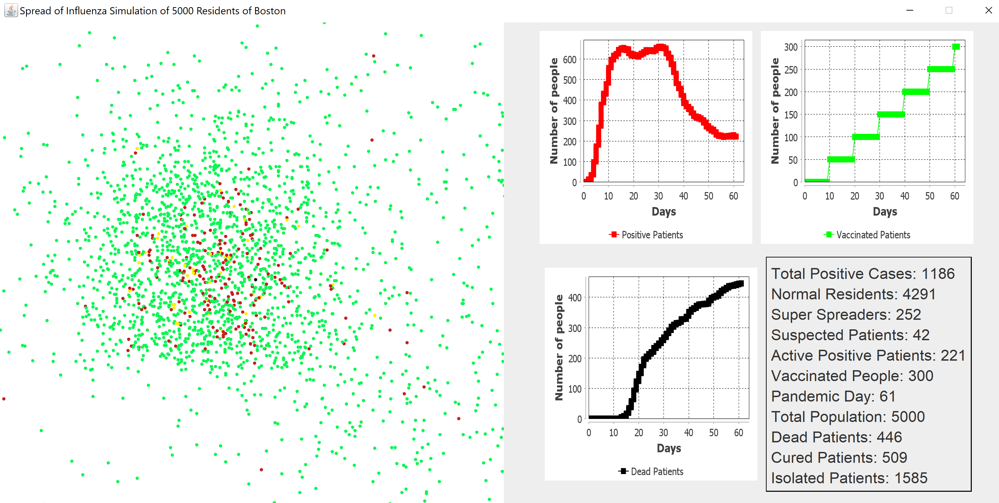 Spread of Influenza Simulation of 5000 Residents of Boston
Number of people
600
500
400
300
200
100
0
0 10 20 30 40 50 60
Days
Positive Patients
Number of people
300
250
200
150
100
50
0
0 10 20 30 40 50 60
Days
Vaccinated Patients
Number of people
400
300
200
100
0
0 10 20 30 40 50 60
Days
Dead Patients
Total Positive Cases: 1186
Normal Residents: 4291
Super Spreaders: 252
Suspected Patients: 42
Active Positive Patients: 221
Vaccinated People: 300
Pandemic Day: 61
Total Population: 5000
Dead Patients: 446
Cured Patients: 509
Isolated Patients: 1585